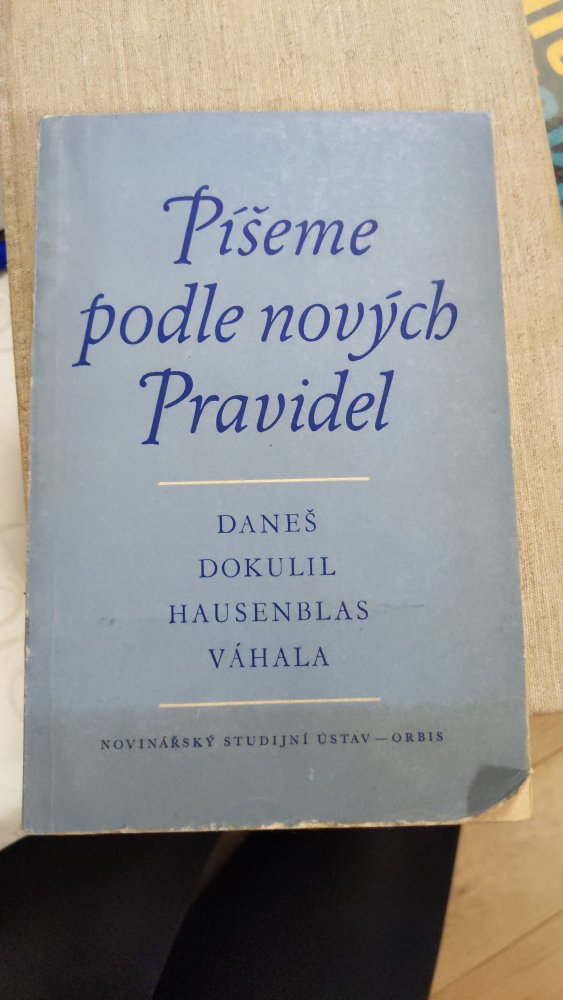 Píšeme
podle nových
Pravidel
DANEŠ
DOKULIL
HAUSENBLAS
VÁHALA
NOVINÁŘSKÝ STUDIJNÍ ÚSTAV — ORBIS